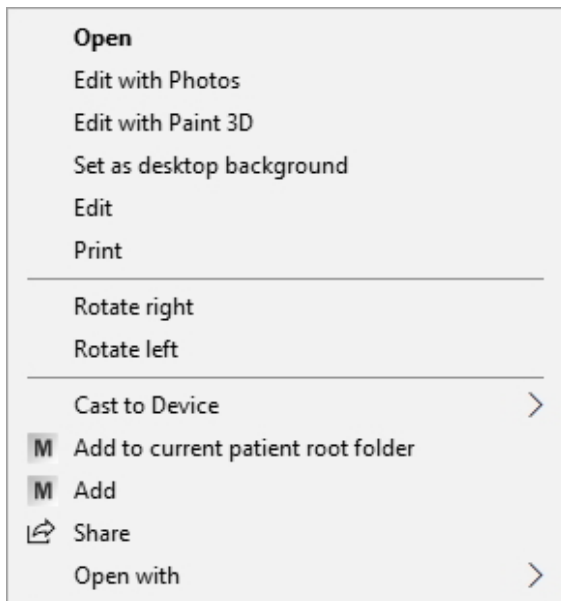 Open
Edit with Photos
Edit with Paint 3D
Set as desktop background
Edit
Print
Rotate right
Rotate left
Cast to Device
M Add to current patient root folder
M Add
Share
Open with